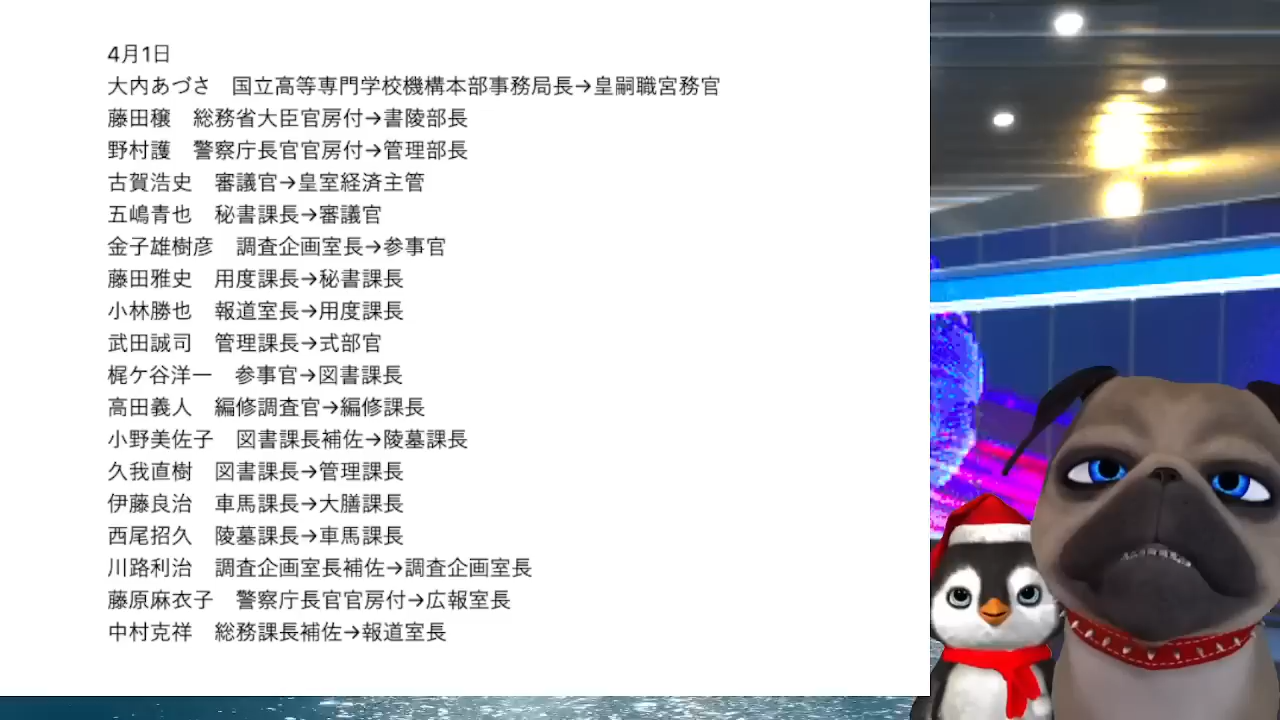 4月1日
大内あづさ　国立高等専門学校機構本部事務局長→皇嗣職宮務官
藤田穣　総務省大臣官房付→書陵部長
野村護　警察庁長官官房付→管理部長
古賀浩史　審議官→皇室経済主管
五嶋青也　秘書課長→審議官
金子雄樹彦　調査企画室長→参事官
藤田雅史　用度課長→秘書課長
小林勝也　報道室長→用度課長
武田誠司　管理課長→式部官
梶ケ谷洋一　参事官→図書課長
高田義人　編修調査官→編修課長
小野美佐子　図書課長補佐→陵墓課長
久我直樹　図書課長→管理課長
伊藤良治　車馬課長→大膳課長
西尾招久　陵墓課長→車馬課長
川路利治　調査企画室長補佐→調査企画室長
藤原麻衣子　警察庁長官官房付→広報室長
中村克祥　総務課長補佐→報道室長